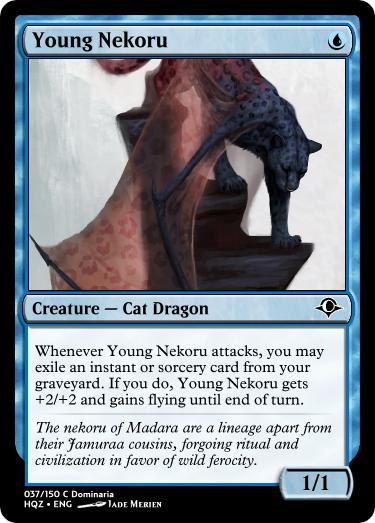 Young Nekoru
Creature — Cat Dragon
Whenever Young Nekoru attacks, you may
exile an instant or sorcery card from your
graveyard. If you do, Young Nekoru gets
+2/+2 and gains flying until end of turn.
The nekoru of Madara are a lineage apart from
their Jamuraa cousins, forgoing ritual and
civilization in favor of wild ferocity.
1/1
037/150 C Dominaria
HQZ • ENG Jade Merien